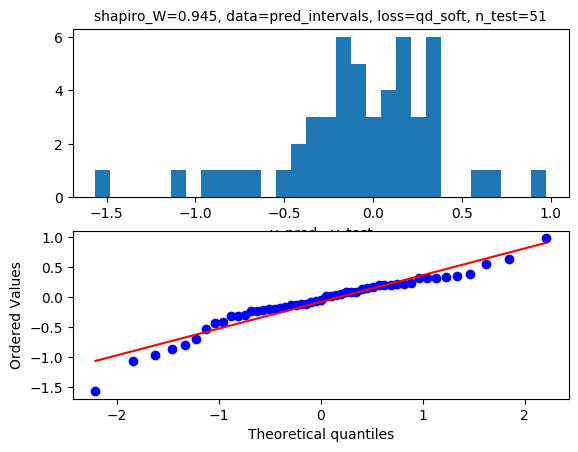 shapiro_W=0.945, data=pred_intervals, loss=qd_soft, n_test=51
6
4
2
0
−1.5 −1.0 −0.5 0.0 0.5 1.0
1.0
0.5
0.0
−0.5
−1.0
−1.5
Ordered Values
−2 −1 0 1 2
Theoretical quantiles